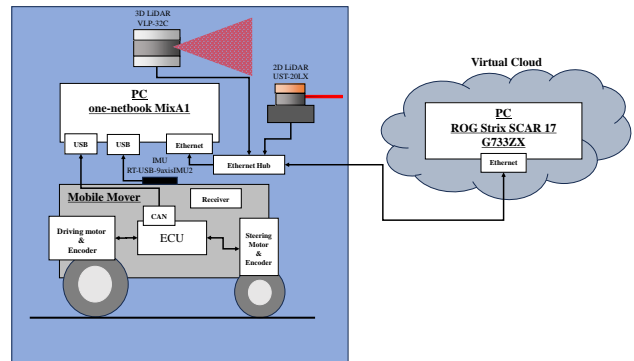 3D LiDAR
VLP-32C
2D LiDAR
UST-20LX
PC
one-netbook MixA1
USB
USB
Ethernet
IMU
RT-USB-9axisIMU2
Ethernet Hub
Mobile Mover
Receiver
CAN
ECU
Driving motor
&
Encoder
Steering
Motor
&
Encoder
Virtual Cloud
PC
ROG Strix SCAR 17
G733ZX
Ethernet